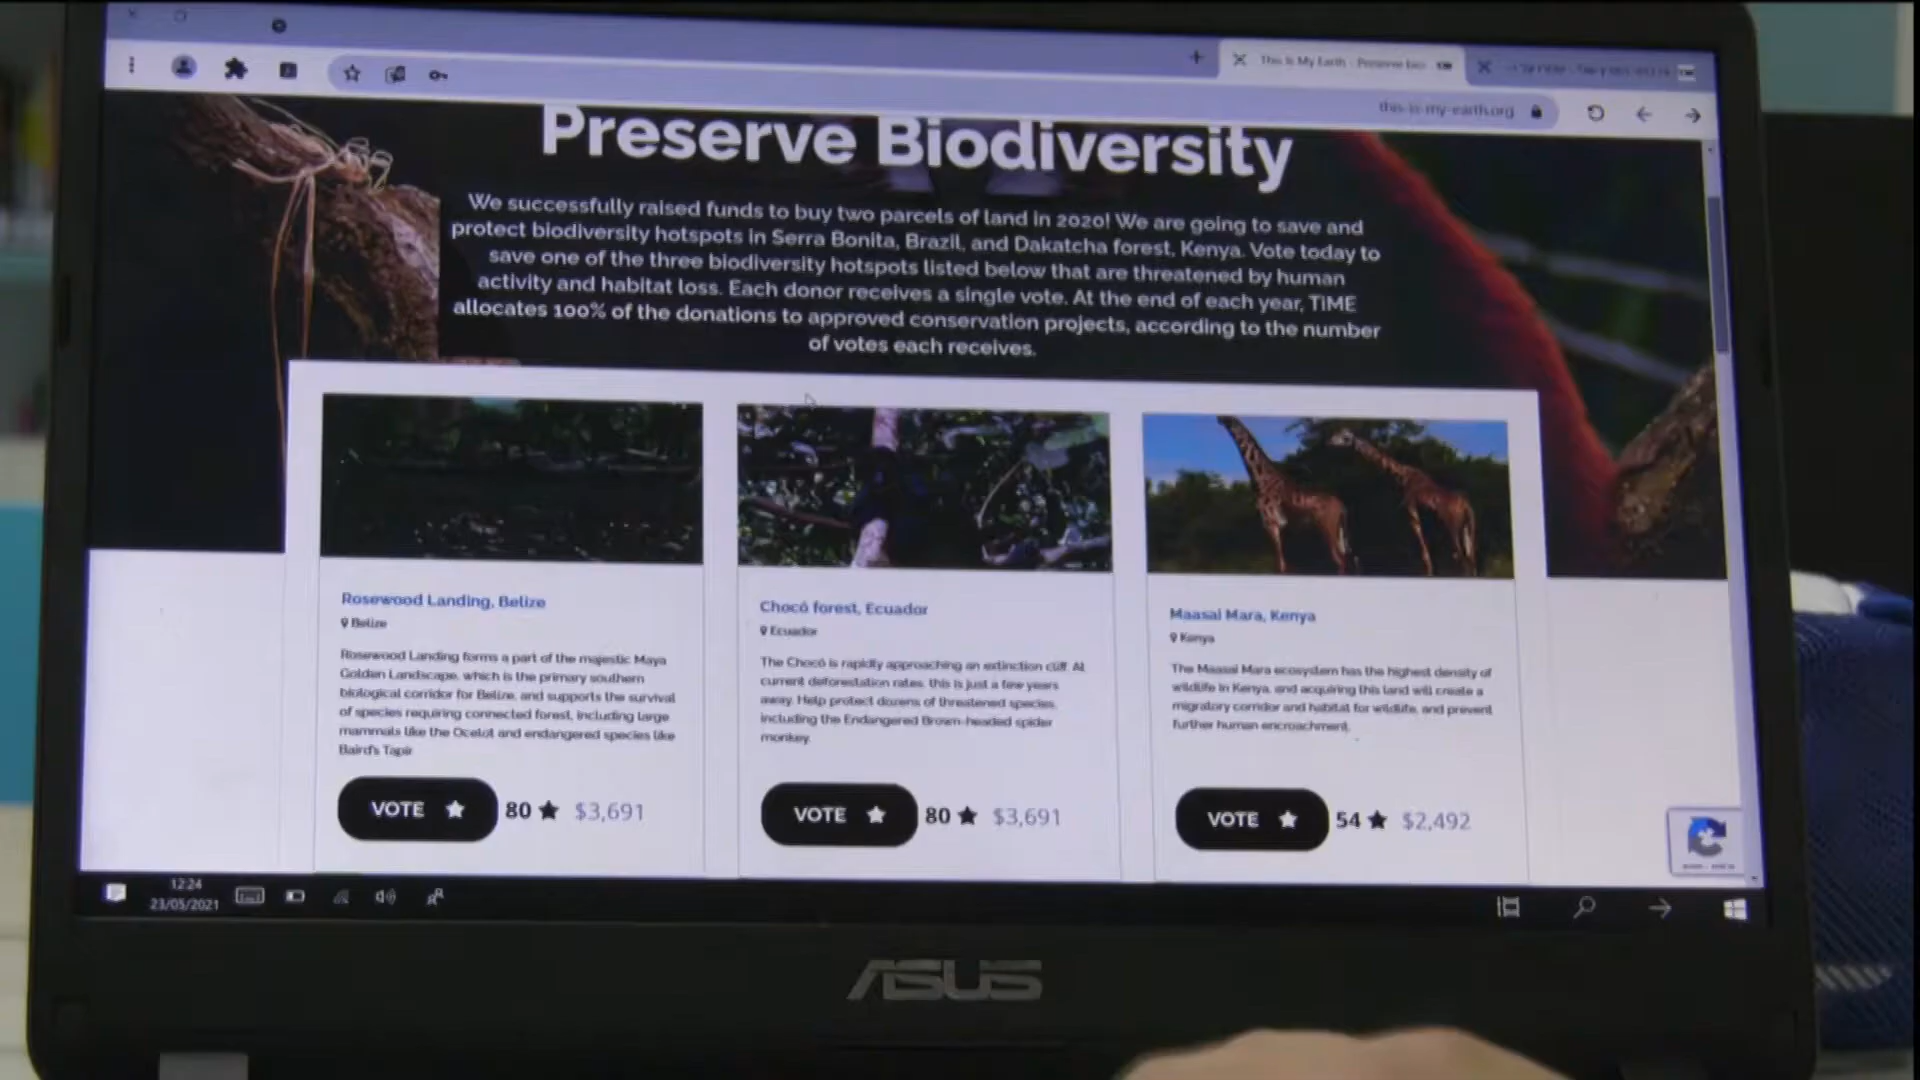 This Is My Earth - Preserve
this-is-my-earth.org
Preserve Biodiversity
We successfully raised funds to buy two parcels of land in 2020! We are going to save and
protect biodiversity hotspots in Serra Bonita, Brazil, and Dakatcha forest, Kenya. Vote today to
save one of the three biodiversity hotspots listed below that are threatened by human
activity and habitat loss. Each donor receives a single vote. At the end of each year, TiME
allocates 100% of the donations to approved conservation projects, according to the number
of votes each receives.
Rosewood Landing, Belize
Belize
Rosewood Landing forms a part of the majestic Maya
Golden Landscape, which is the primary southern
biological corridor for Belize, and supports the survival
of species requiring connected forest, including large
mammals like the Ocelot and endangered species like
Baird's Tapir.
VOTE 80 $3,691
Chocó forest, Ecuador
Ecuador
The Chocó is rapidly approaching an extinction cliff. At
current deforestation rates, this is just a few years
away. Help protect dozens of threatened species,
including the Endangered Brown-headed spider
monkey.
VOTE 80 $3,691
Maasai Mara, Kenya
Kenya
The Maasai Mara ecosystem has the highest density of
wildlife in Kenya, and acquiring this land will create a
migratory corridor and habitat for wildlife, and prevent
further human encroachment.
VOTE 54 $2,492
12:24
23/05/2021
ASUS